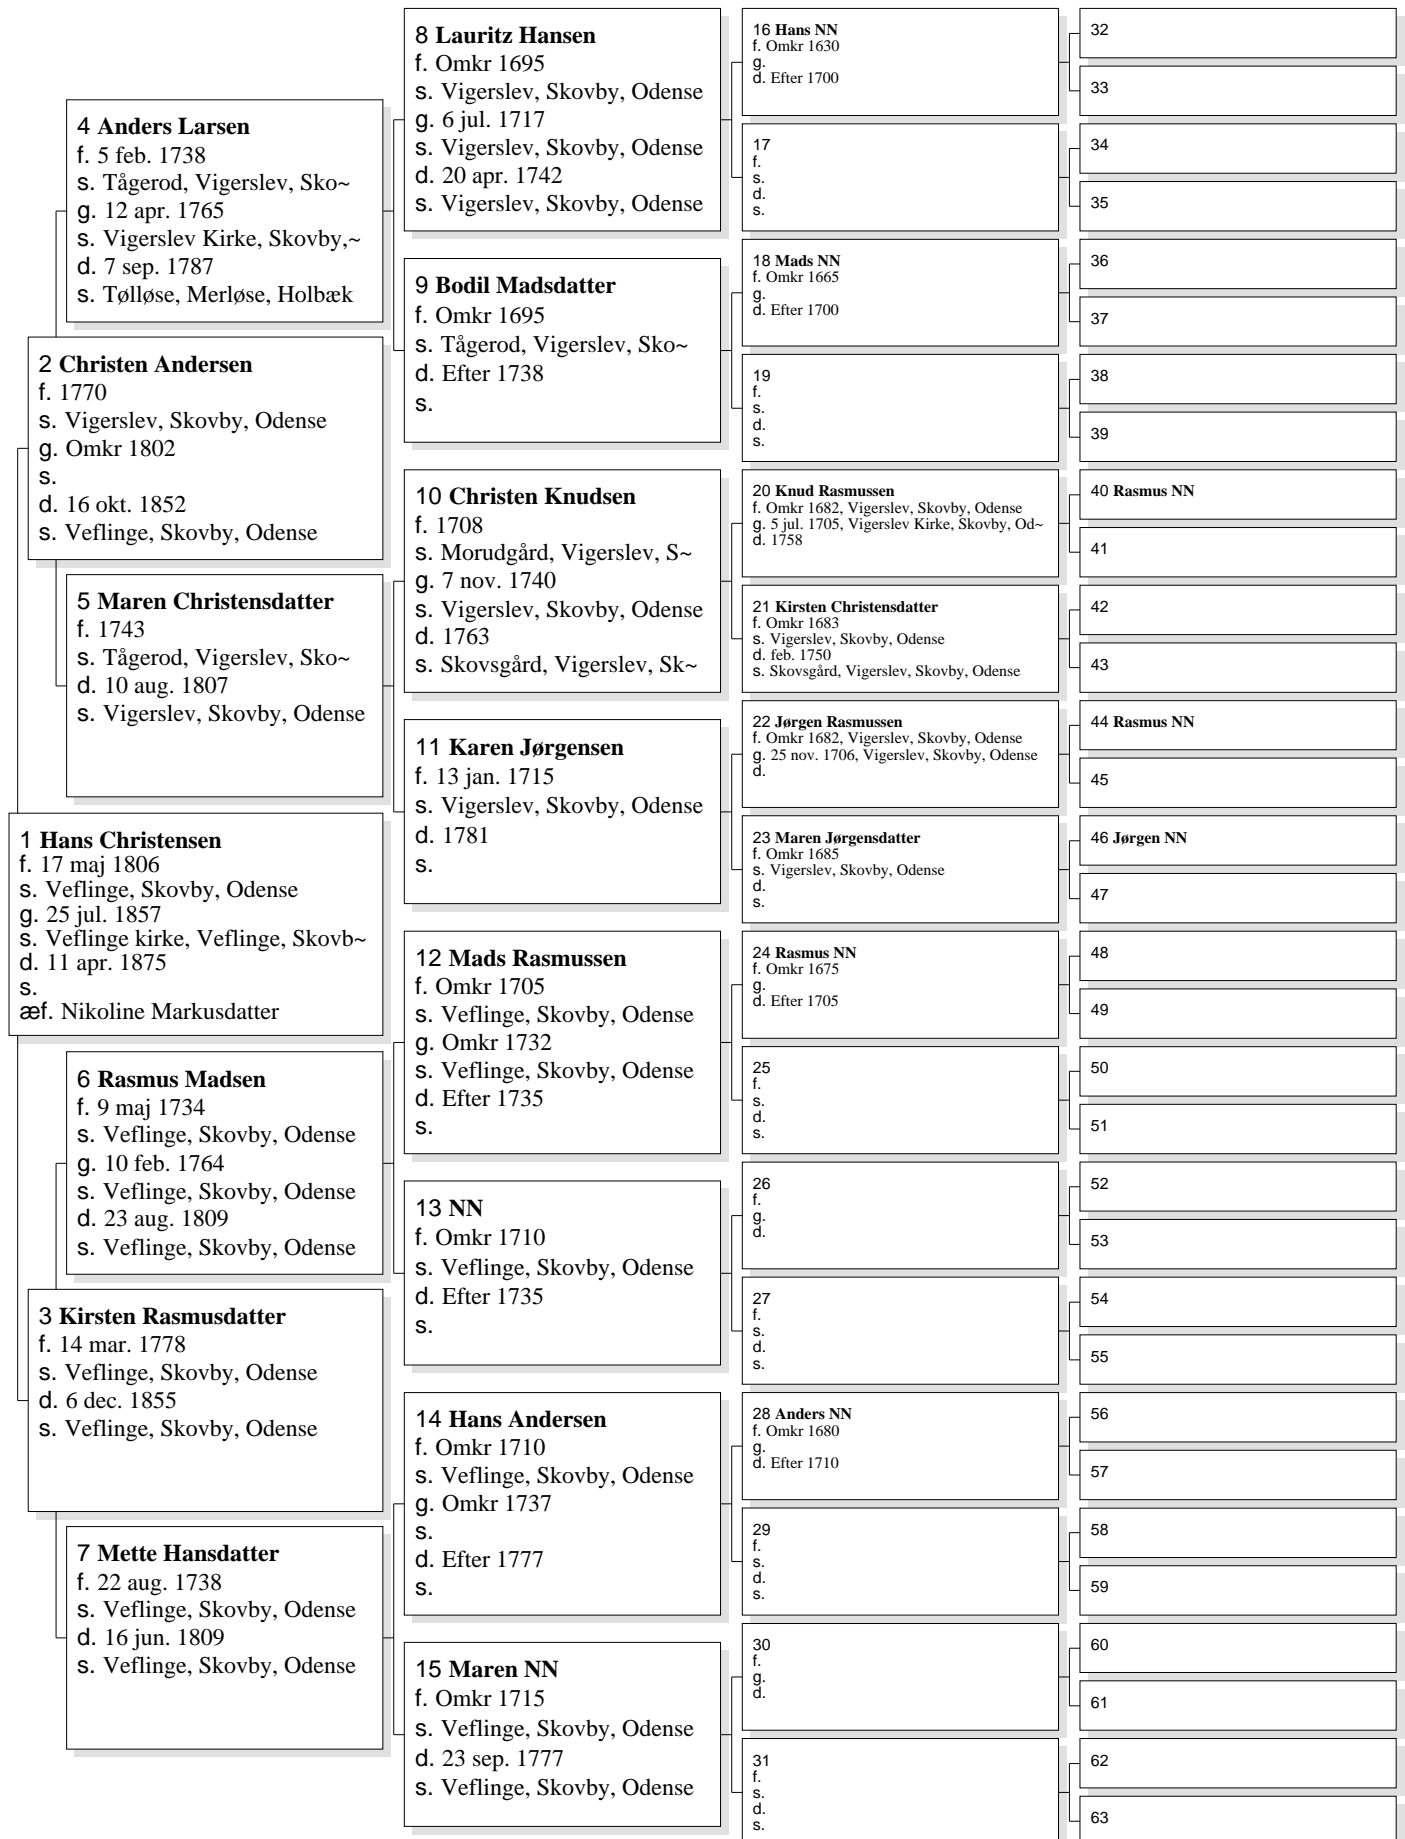 1 Hans Christensen
f. 17 maj 1806
s. Veflinge, Skovby, Odense
g. 25 jul. 1857
s. Veflinge kirke, Veflinge, Skovb~
d. 11 apr. 1875
s.
æf. Nikoline Markusdatter
2 Christen Andersen
f. 1770
s. Vigerslev, Skovby, Odense
g. Omkr 1802
s.
d. 16 okt. 1852
s. Veflinge, Skovby, Odense
3 Kirsten Rasmusdatter
f. 14 mar. 1778
s. Veflinge, Skovby, Odense
d. 6 dec. 1855
s. Veflinge, Skovby, Odense
4 Anders Larsen
f. 5 feb. 1738
s. Tågerod, Vigerslev, Sko~
g. 12 apr. 1765
s. Vigerslev Kirke, Skovby,~
d. 7 sep. 1787
s. Tølløse, Merløse, Holbæk
5 Maren Christensdatter
f. 1743
s. Tågerod, Vigerslev, Sko~
d. 10 aug. 1807
s. Vigerslev, Skovby, Odense
6 Rasmus Madsen
f. 9 maj 1734
s. Veflinge, Skovby, Odense
g. 10 feb. 1764
s. Veflinge, Skovby, Odense
d. 23 aug. 1809
s. Veflinge, Skovby, Odense
7 Mette Hansdatter
f. 22 aug. 1738
s. Veflinge, Skovby, Odense
d. 16 jun. 1809
s. Veflinge, Skovby, Odense
8 Lauritz Hansen
f. Omkr 1695
s. Vigerslev, Skovby, Odense
g. 6 jul. 1717
s. Vigerslev, Skovby, Odense
d. 20 apr. 1742
s. Vigerslev, Skovby, Odense
9 Bodil Madsdatter
f. Omkr 1695
s. Tågerod, Vigerslev, Sko~
d. Efter 1738
s.
10 Christen Knudsen
f. 1708
s. Morudgård, Vigerslev, S~
g. 7 nov. 1740
s. Vigerslev, Skovby, Odense
d. 1763
s. Skovsgård, Vigerslev, Sk~
11 Karen Jørgensen
f. 13 jan. 1715
s. Vigerslev, Skovby, Odense
d. 1781
s.
12 Mads Rasmussen
f. Omkr 1705
s. Veflinge, Skovby, Odense
g. Omkr 1732
s. Veflinge, Skovby, Odense
d. Efter 1735
s.
13 NN
f. Omkr 1710
s. Veflinge, Skovby, Odense
d. Efter 1735
s.
14 Hans Andersen
f. Omkr 1710
s. Veflinge, Skovby, Odense
g. Omkr 1737
s.
d. Efter 1777
s.
15 Maren NN
f. Omkr 1715
s. Veflinge, Skovby, Odense
d. 23 sep. 1777
s. Veflinge, Skovby, Odense
16 Hans NN
f. Omkr 1630
g.
d. Efter 1700
17
f.
s.
d.
s.
18 Mads NN
f. Omkr 1665
g.
d. Efter 1700
19
f.
s.
d.
s.
20 Knud Rasmussen
f. Omkr 1682, Vigerslev, Skovby, Odense
g. 5 jul. 1705, Vigerslev Kirke, Skovby, Od~
d. 1758
21 Kirsten Christensdatter
f. Omkr 1683
s. Vigerslev, Skovby, Odense
d. feb. 1750
s. Skovsgård, Vigerslev, Skovby, Odense
22 Jørgen Rasmussen
f. Omkr 1682, Vigerslev, Skovby, Odense
g. 25 nov. 1706, Vigerslev, Skovby, Odense
d.
23 Maren Jørgensdatter
f. Omkr 1685
s. Vigerslev, Skovby, Odense
d.
s.
24 Rasmus NN
f. Omkr 1675
g.
d. Efter 1705
25
f.
s.
d.
s.
26
f.
g.
d.
27
f.
s.
d.
s.
28 Anders NN
f. Omkr 1680
g.
d. Efter 1710
29
f.
s.
d.
s.
30
f.
g.
d.
31
f.
s.
d.
s.
32
33
34
35
36
37
38
39
40 Rasmus NN
41
42
43
44 Rasmus NN
45
46 Jørgen NN
47
48
49
50
51
52
53
54
55
56
57
58
59
60
61
62
63